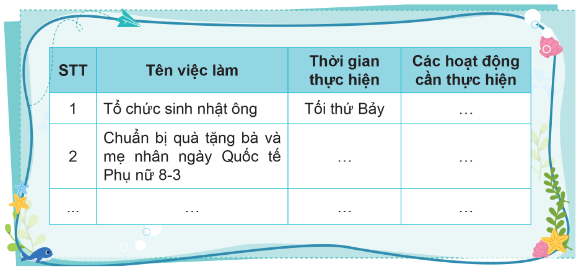 STT Tên việc làm Thời gian thực hiện Các hoạt động cần thực hiện
1 Tổ chức sinh nhật ông Tối thứ Bảy ...
2 Chuẩn bị quà tặng bà và
mẹ nhân ngày Quốc tế
Phụ nữ 8-3 ... ...
... ... ... ...